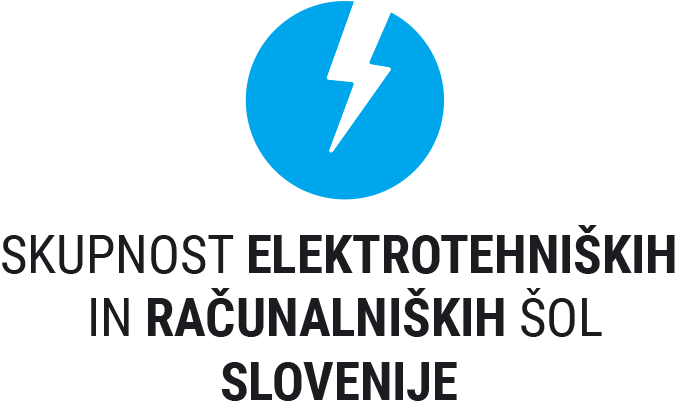 SKUPNOST ELEKTROTEHNIŠKIH
IN RAČUNALNIŠKIH ŠOL
SLOVENIJE